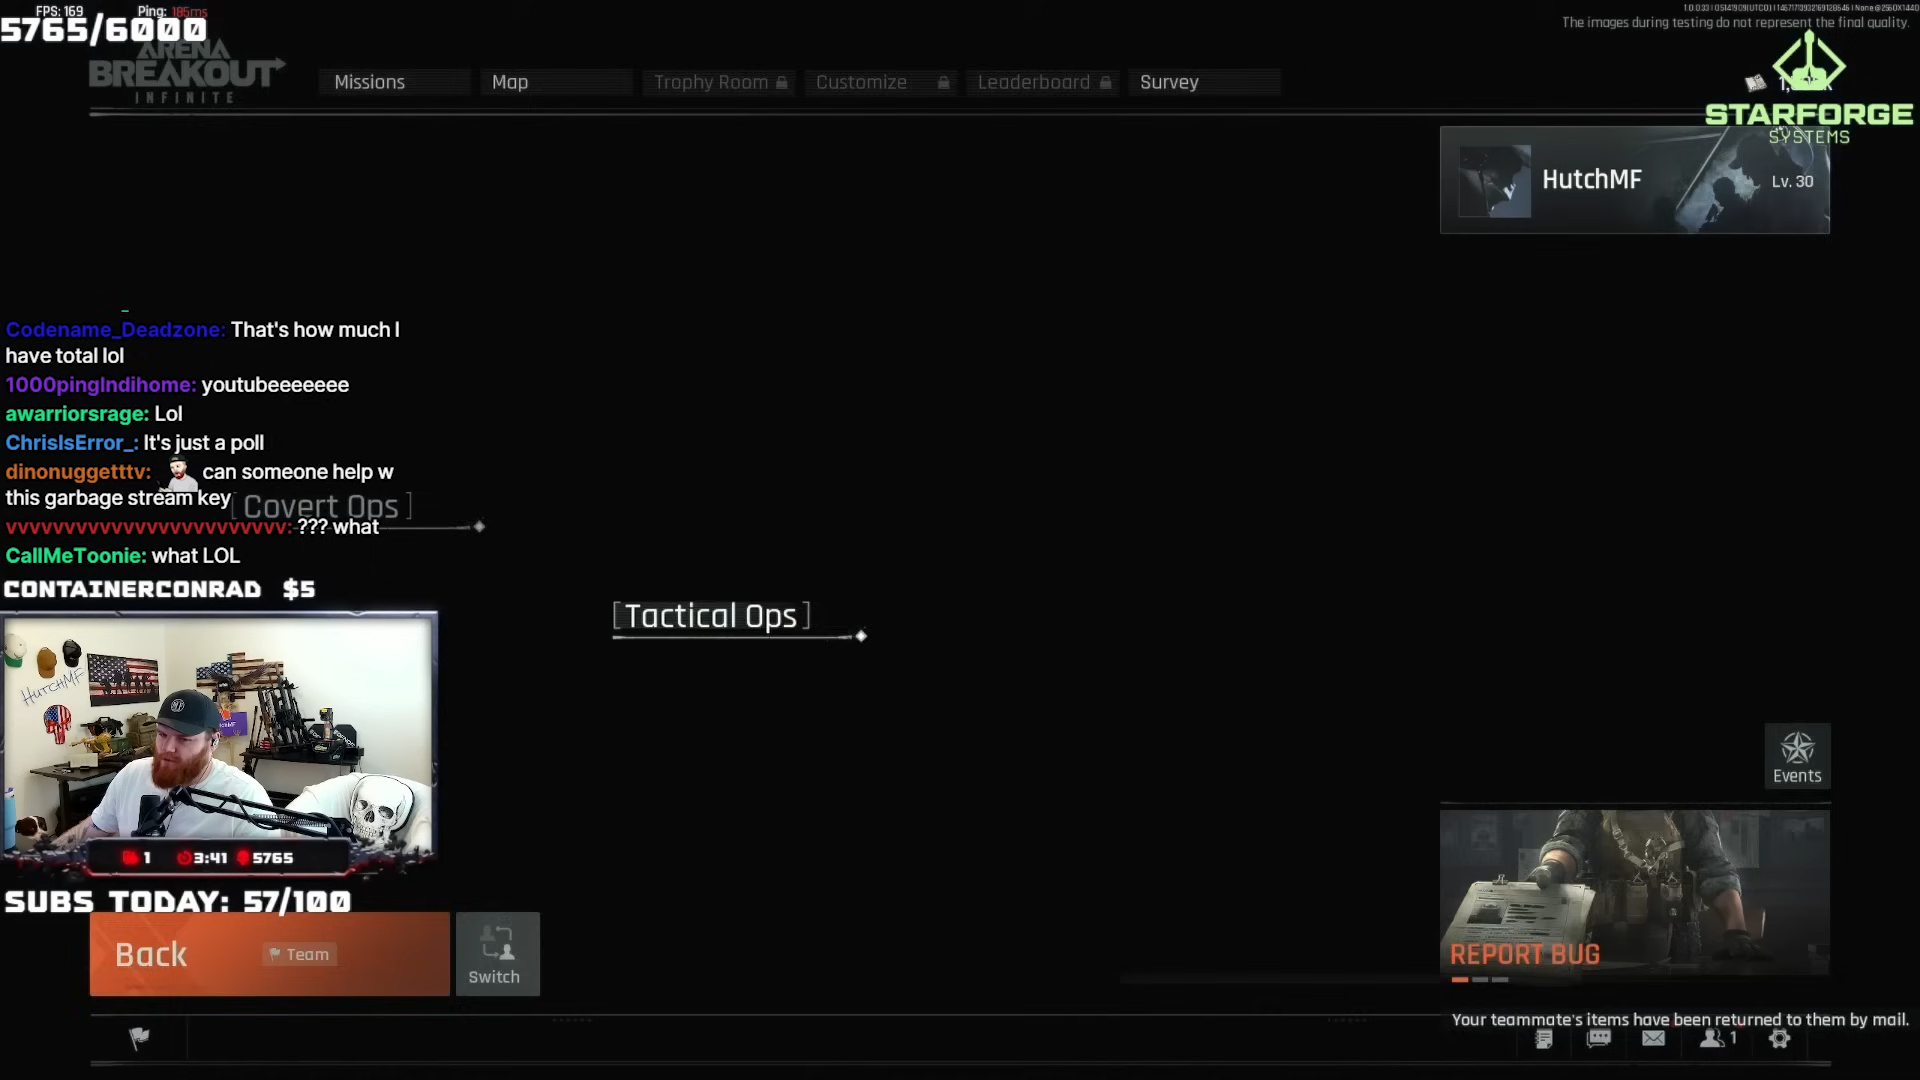 FPS: 169
Ping: 185ms
5765/6000
The images during testing do not represent the final quality.
ARENA
BREAKOUT
INFINITE
Missions
Map
Trophy Room
Customize
Leaderboard
Survey
STARFORGE
SYSTEMS
HutchMF
Lv. 30
Codename_Deadzone: That's how much I
have total lol
1000pingIndihome: youtubeeeeeee
awarriorsrage: Lol
ChrisIsError_: It's just a poll
dinonuggetttv: can someone help w
this garbage stream key
[Covert Ops]
vvvvvvvvvvvvvvvvvvvvvvvv: ??? what
CallMeToonie: what LOL
CONTAINERCONRAD $5
[Tactical Ops]
HUTCHMF
1 3:41 5765
SUBS TODAY: 57/100
Back
Team
Switch
Events
REPORT BUG
Your teammate's items have been returned to them by mail.
1